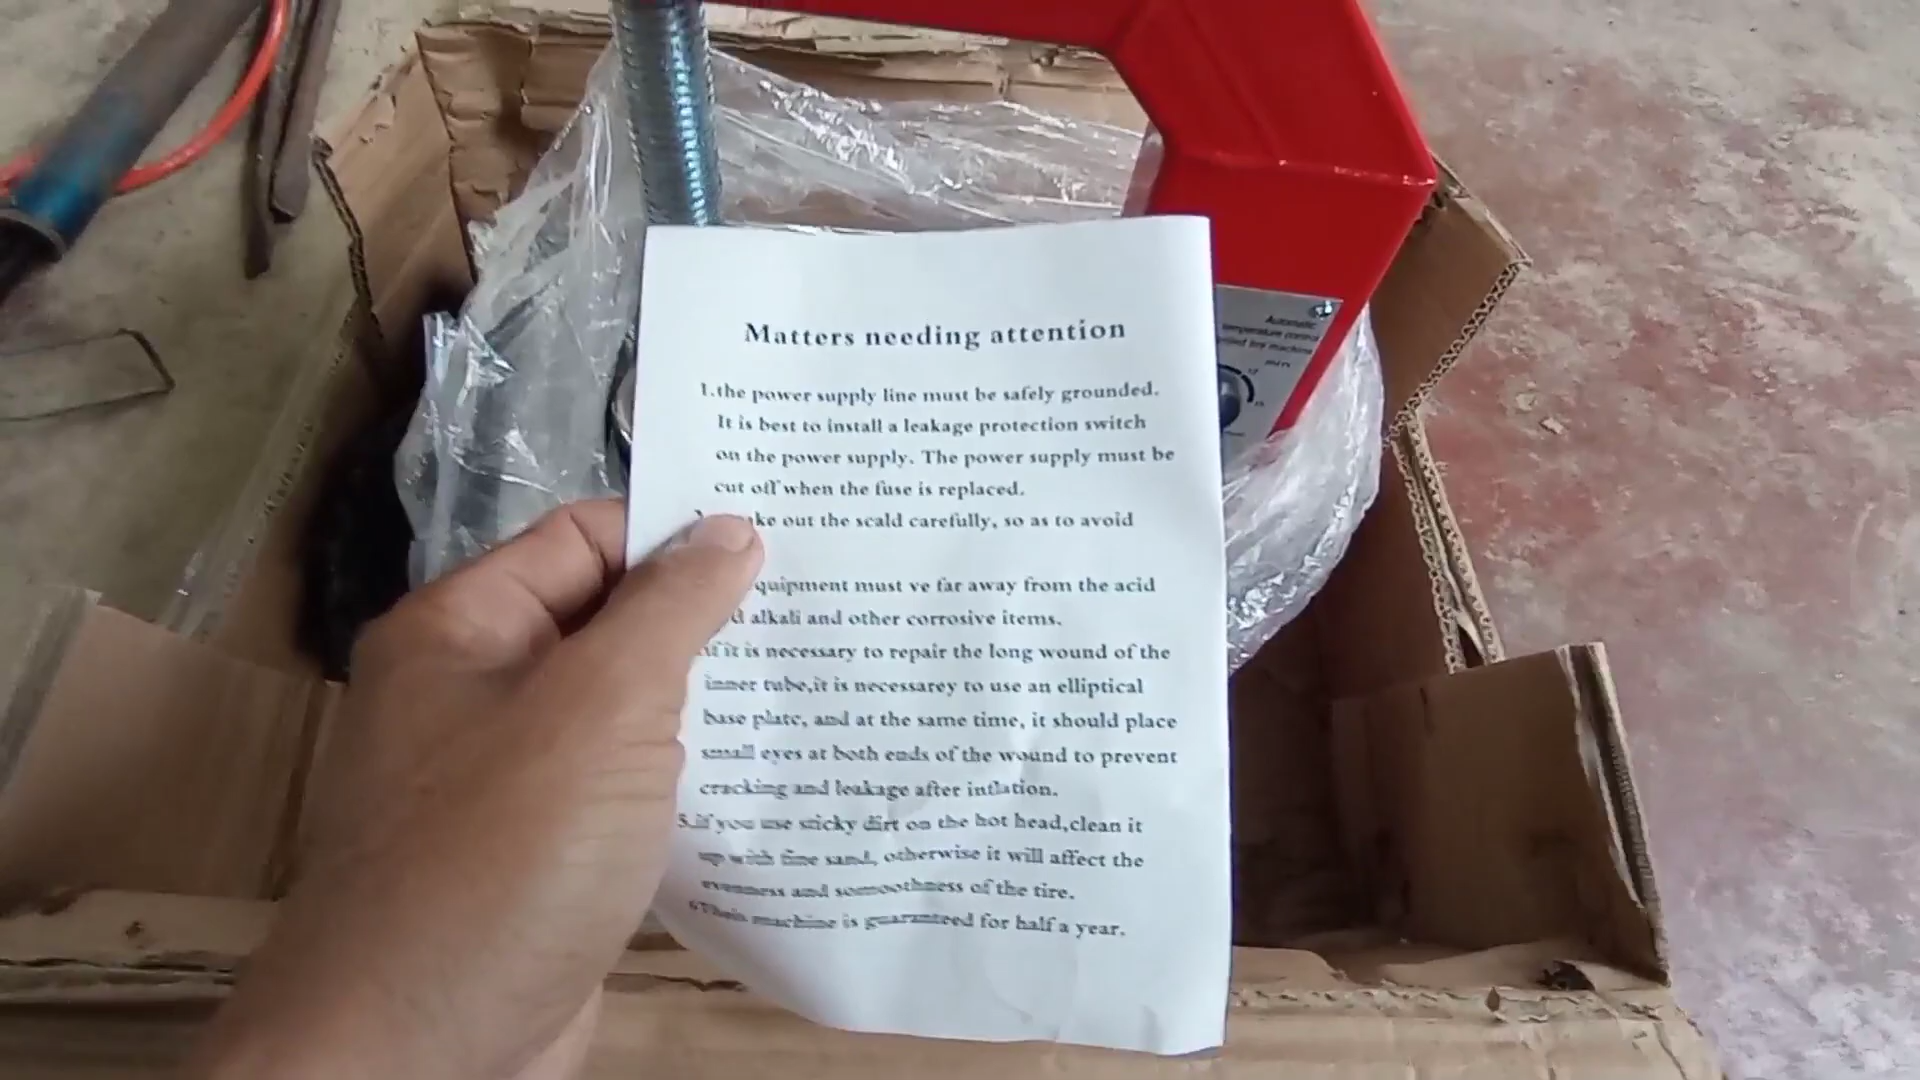 Matters needing attention
1.the power supply line must be safely grounded.
It is best to install a leakage protection switch
on the power supply. The power supply must be
cut off when the fuse is replaced.
out the scald carefully, so as to avoid
must ve far away from the acid
alkali and other corrosive items.
if it is necessary to repair the long wound of the
inner tube,it is necessarey to use an elliptical
base plate, and at the same time, it should place
small eyes at both ends of the wound to prevent
cracking and leakage after inflation.
5.if you use sticky dirt on the hot head,clean it
up with fine sand, otherwise it will affect the
evenness and somoothness of the tire.
machine is guaranteed for half a year.
Automatic
temperature control
tire machine
min